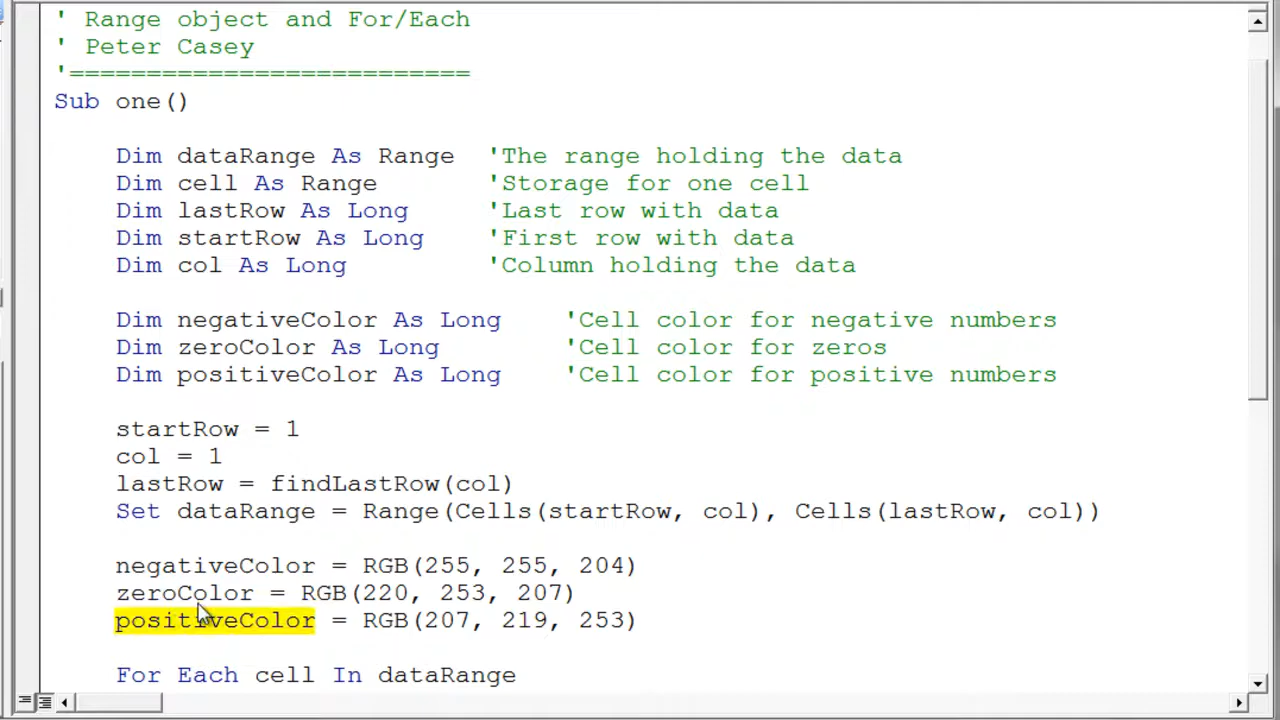 ' Range object and For/Each
' Peter Casey
'==========================
Sub one()
Dim dataRange As Range 'The range holding the data
Dim cell As Range 'Storage for one cell
Dim lastRow As Long 'Last row with data
Dim startRow As Long 'First row with data
Dim col As Long 'Column holding the data
Dim negativeColor As Long 'Cell color for negative numbers
Dim zeroColor As Long 'Cell color for zeros
Dim positiveColor As Long 'Cell color for positive numbers
startRow = 1
col = 1
lastRow = findLastRow(col)
Set dataRange = Range(Cells(startRow, col), Cells(lastRow, col))
negativeColor = RGB(255, 255, 204)
zeroColor = RGB(220, 253, 207)
positiveColor = RGB(207, 219, 253)
For Each cell In dataRange